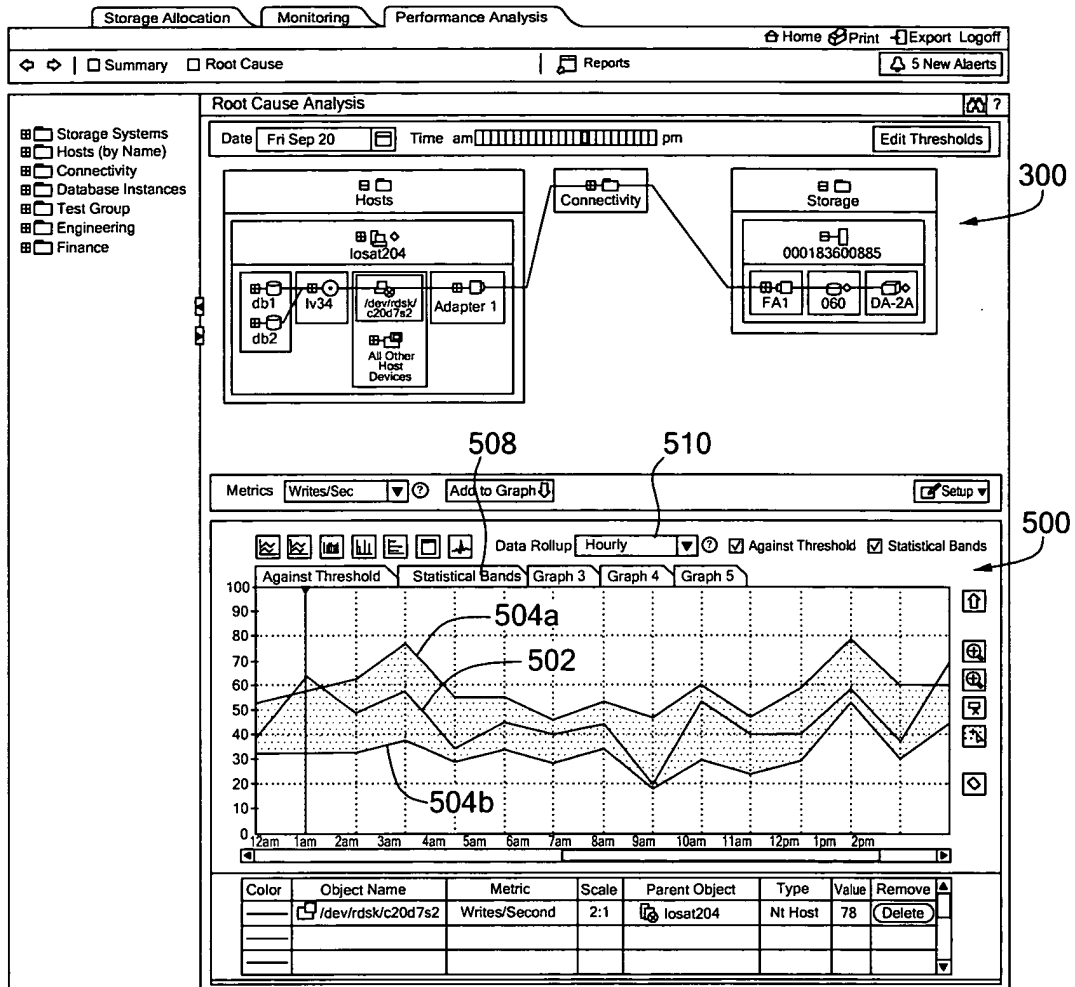 Storage Allocation Monitoring Performance Analysis
Home Print Export Logoff
Summary Root Cause Reports 5 New Alaerts
Storage Systems
Hosts (by Name)
Connectivity
Database Instances
Test Group
Engineering
Finance
Root Cause Analysis ?
Date Fri Sep 20 Time am pm Edit Thresholds
300
Hosts
Connectivity
Storage
losat204
000183600885
db1
lv34
/dev/rdsk/
c20d7s2
Adapter 1
FA1
060
DA-2A
db2
All Other
Host
Devices
508
510
Metrics Writes/Sec ? Add to Graph Setup
500
Data Rollup Hourly ? Against Threshold Statistical Bands
Against Threshold Statistical Bands Graph 3 Graph 4 Graph 5
100
90
80
70
60
50
40
30
20
10
0
504a
502
504b
12am 1am 2am 3am 4am 5am 6am 7am 8am 9am 10am 11am 12pm 1pm 2pm
Color Object Name Metric Scale Parent Object Type Value Remove
/dev/rdsk/c20d7s2 Writes/Second 2:1 losat204 Nt Host 78 Delete